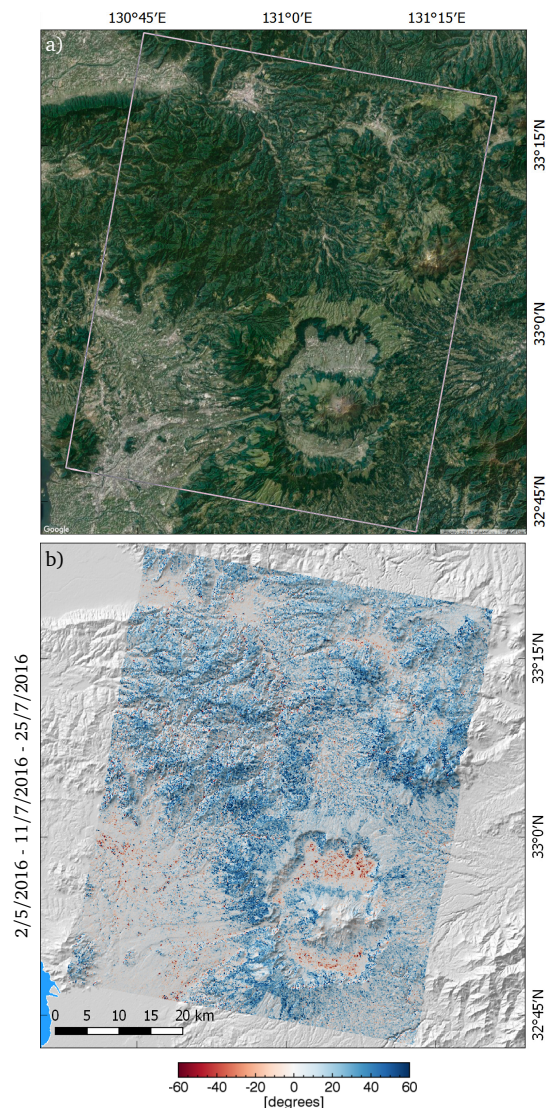 130°45'E 131°0'E 131°15'E
a)
33°15'N
33°0'N
32°45'N
Google
b)
2/5/2016 - 11/7/2016 - 25/7/2016
33°15'N
33°0'N
32°45'N
0 5 10 15 20 km
-60 -40 -20 0 20 40 60
[degrees]